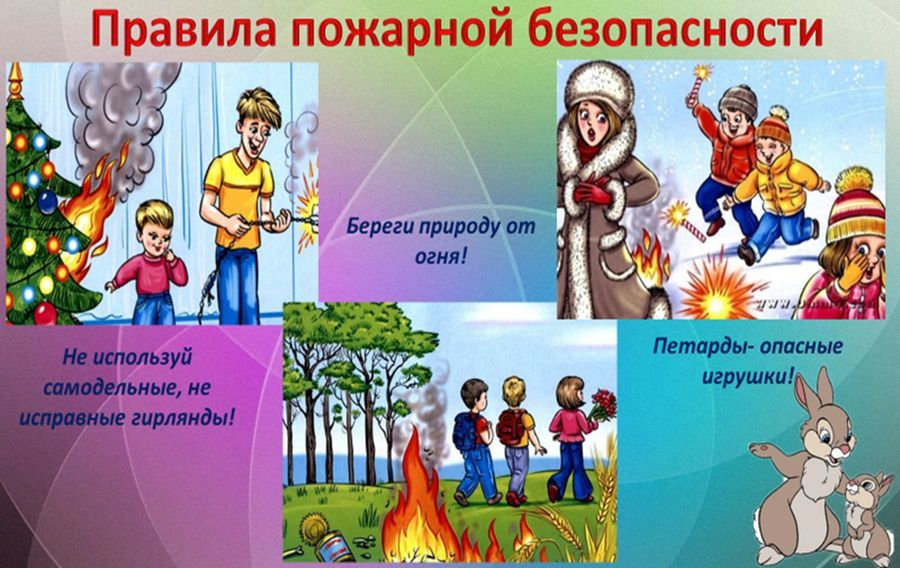 Правила пожарной безопасности
Береги природу от
огня!
Не используй
самодельные, не
исправные гирлянды!
Петарды- опасные
игрушки!